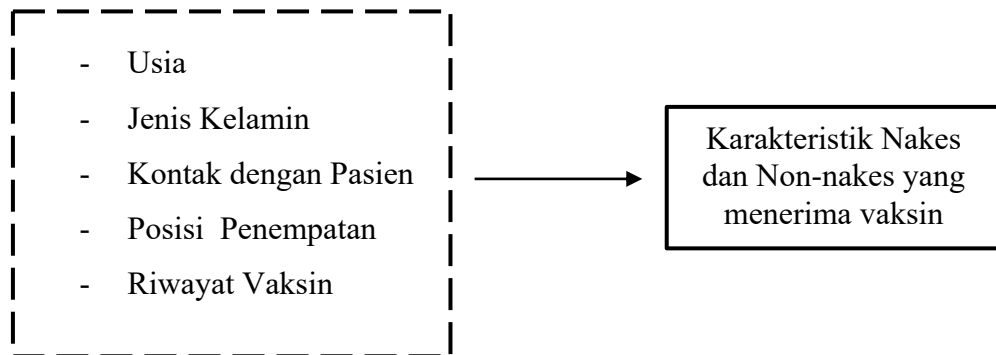 - Usia
- Jenis Kelamin
- Kontak dengan Pasien
- Posisi Penempatan
- Riwayat Vaksin
Karakteristik Nakes
dan Non-nakes yang
menerima vaksin